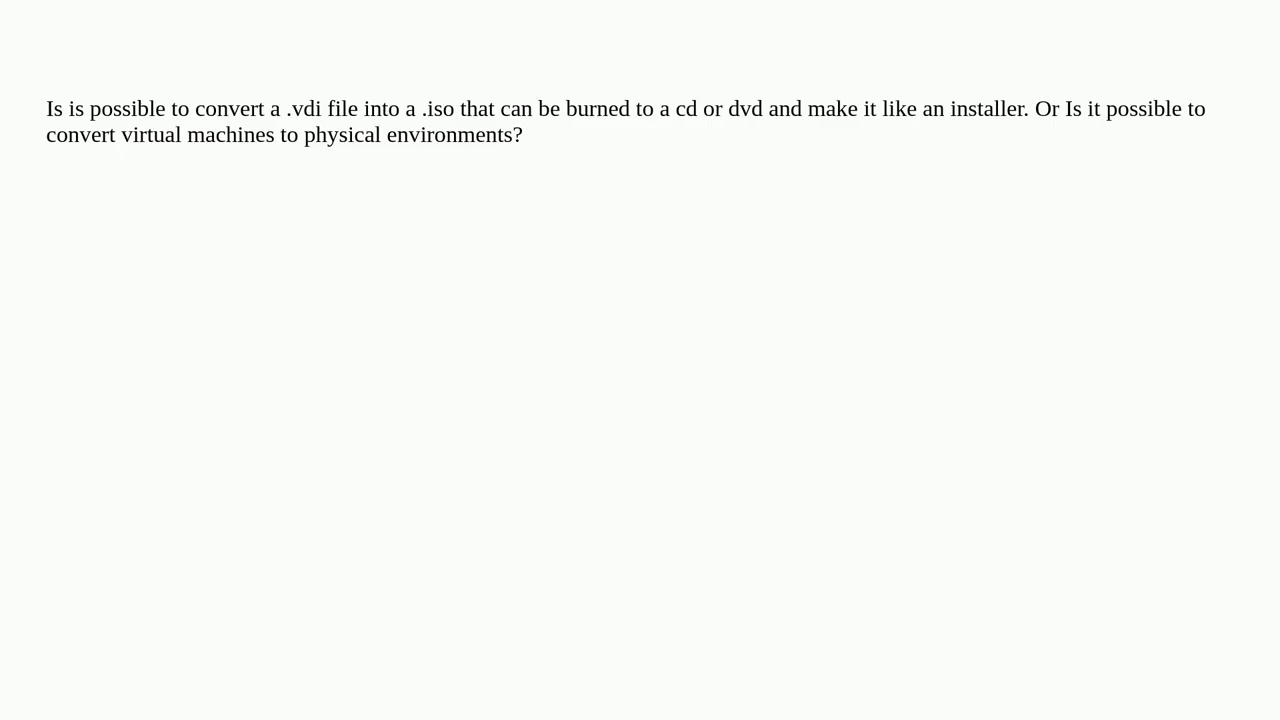 Is is possible to convert a .vdi file into a .iso that can be burned to a cd or dvd and make it like an installer. Or Is it possible to
convert virtual machines to physical environments?